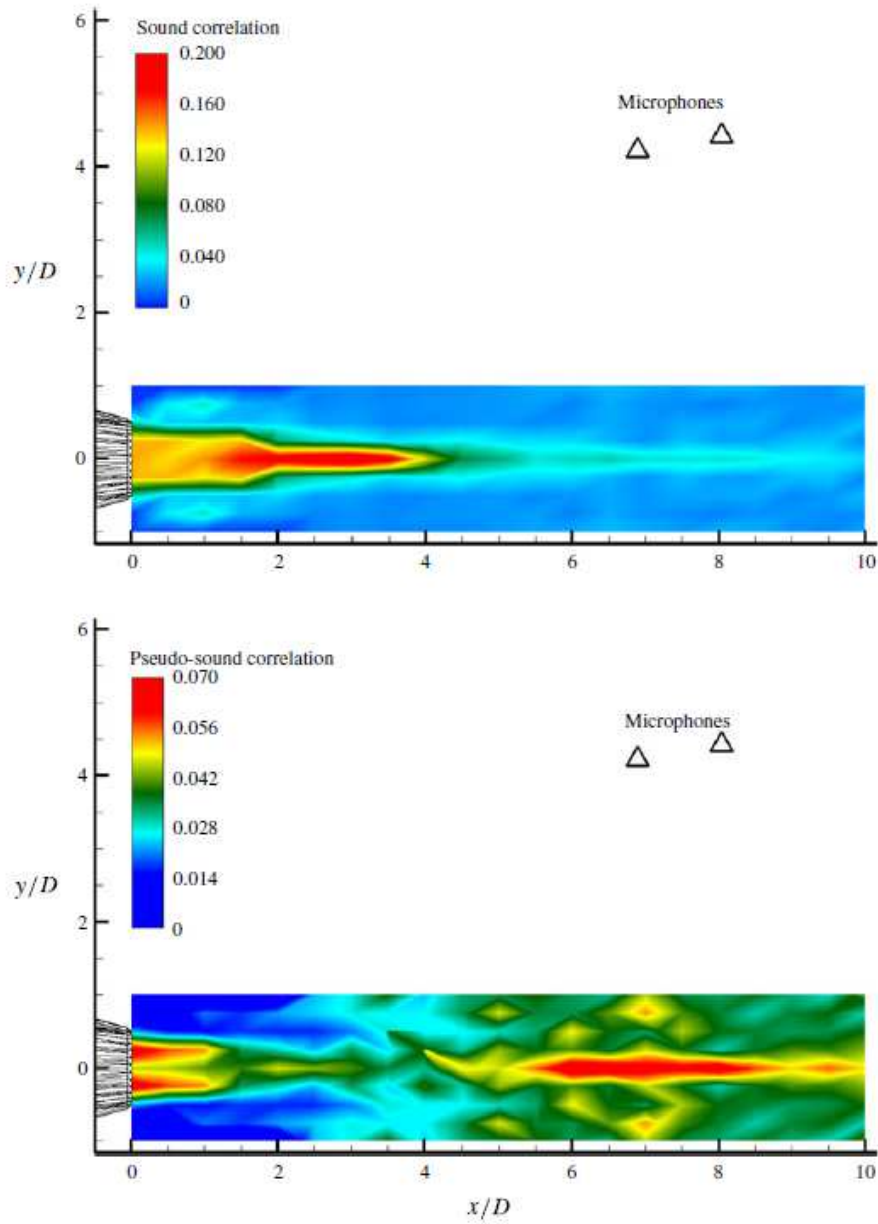 6
Sound correlation
0.200
0.160
Microphones
0.120
4
0.080
0.040
y/D
0
2
0
0 2 4 6 8 10
6
Pseudo-sound correlation
0.070
0.056
Microphones
0.042
4
0.028
0.014
y/D
2
0
0
0 2 4 6 8 10
x/D